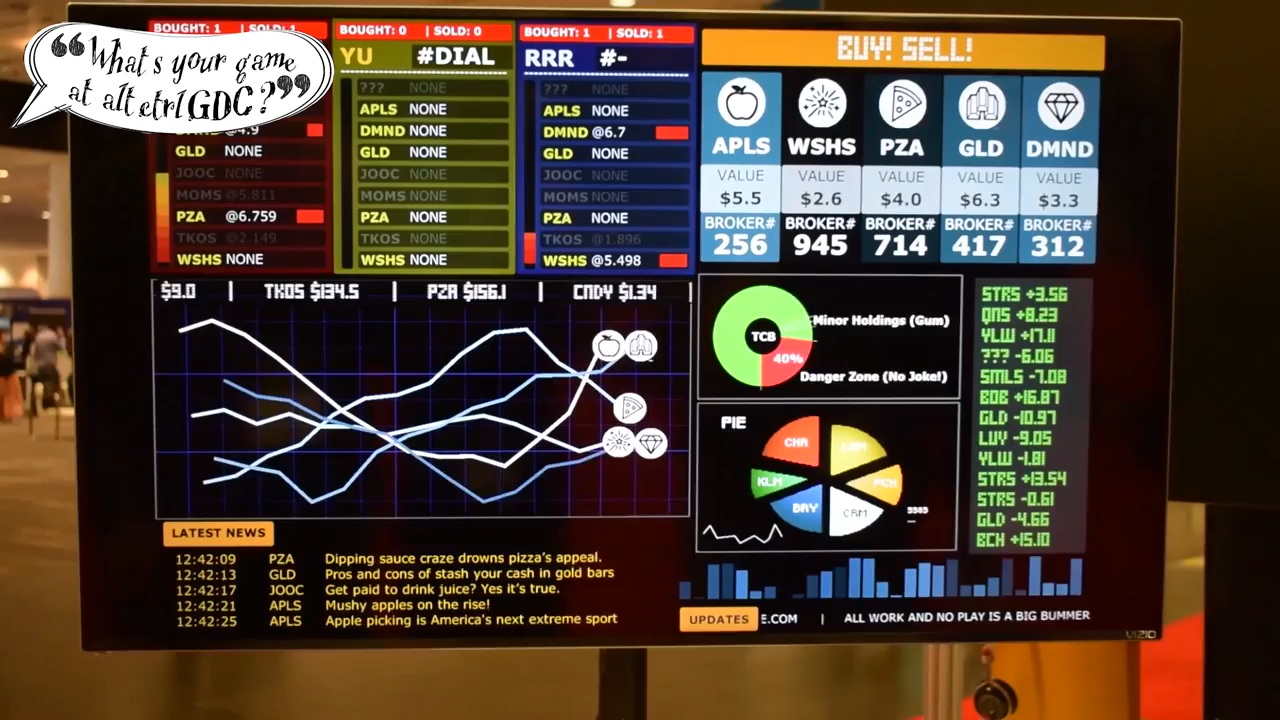 “What's your game
at alt ctrl GDC?”
BOUGHT: 1 | SOLD: 1
@4.9
GLD NONE
JOOC NONE
MOMS @5.811
PZA @6.759
TKOS @2.149
WSHS NONE
BOUGHT: 0 | SOLD: 0
YU #DIAL
??? NONE
APLS NONE
DMND NONE
GLD NONE
JOOC NONE
MOMS NONE
PZA NONE
TKOS NONE
WSHS NONE
BOUGHT: 1 | SOLD: 1
RRR #-
??? NONE
APLS NONE
DMND @6.7
GLD NONE
JOOC NONE
MOMS NONE
PZA NONE
TKOS @1.896
WSHS @5.498
BUY! SELL!
APLS WSHS PZA GLD DMND
VALUE VALUE VALUE VALUE VALUE
$5.5 $2.6 $4.0 $6.3 $3.3
BROKER# BROKER# BROKER# BROKER# BROKER#
256 945 714 417 312
$9.0 | TKOS $134.5 | PZA $156.1 | CNDY $1.34 |
TCB
Minor Holdings (Gum)
40%
Danger Zone (No Joke!)
PIE
CHR
KLM
BRY
CRM
PCH
STRS +3.56
QNS +8.23
YLW +17.11
??? -6.06
SMLS -7.08
BOB +16.87
GLD -10.97
LUV -9.05
YLW -1.81
STRS +13.54
STRS -0.61
GLD -4.66
BCH +15.10
LATEST NEWS
12:42:09 PZA Dipping sauce craze drowns pizza's appeal.
12:42:13 GLD Pros and cons of stash your cash in gold bars
12:42:17 JOOC Get paid to drink juice? Yes it's true.
12:42:21 APLS Mushy apples on the rise!
12:42:25 APLS Apple picking is America's next extreme sport
UPDATES E.COM | ALL WORK AND NO PLAY IS A BIG BUMMER
VIZIO